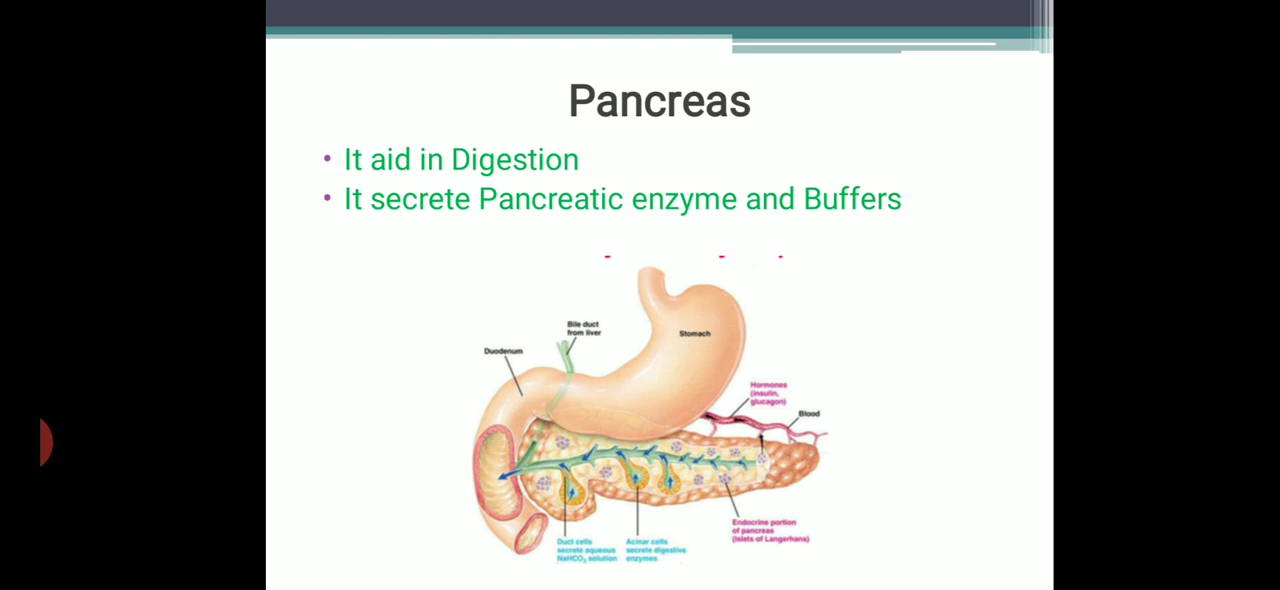 Pancreas
• It aid in Digestion
• It secrete Pancreatic enzyme and Buffers
Bile duct
from liver
Stomach
Duodenum
Hormones
(insulin,
glucagon)
Blood
Endocrine portion
of pancreas
(Islets of Langerhans)
Duct cells
secrete aqueous
NaHCO₃ solution
Acinar cells
secrete digestive
enzymes